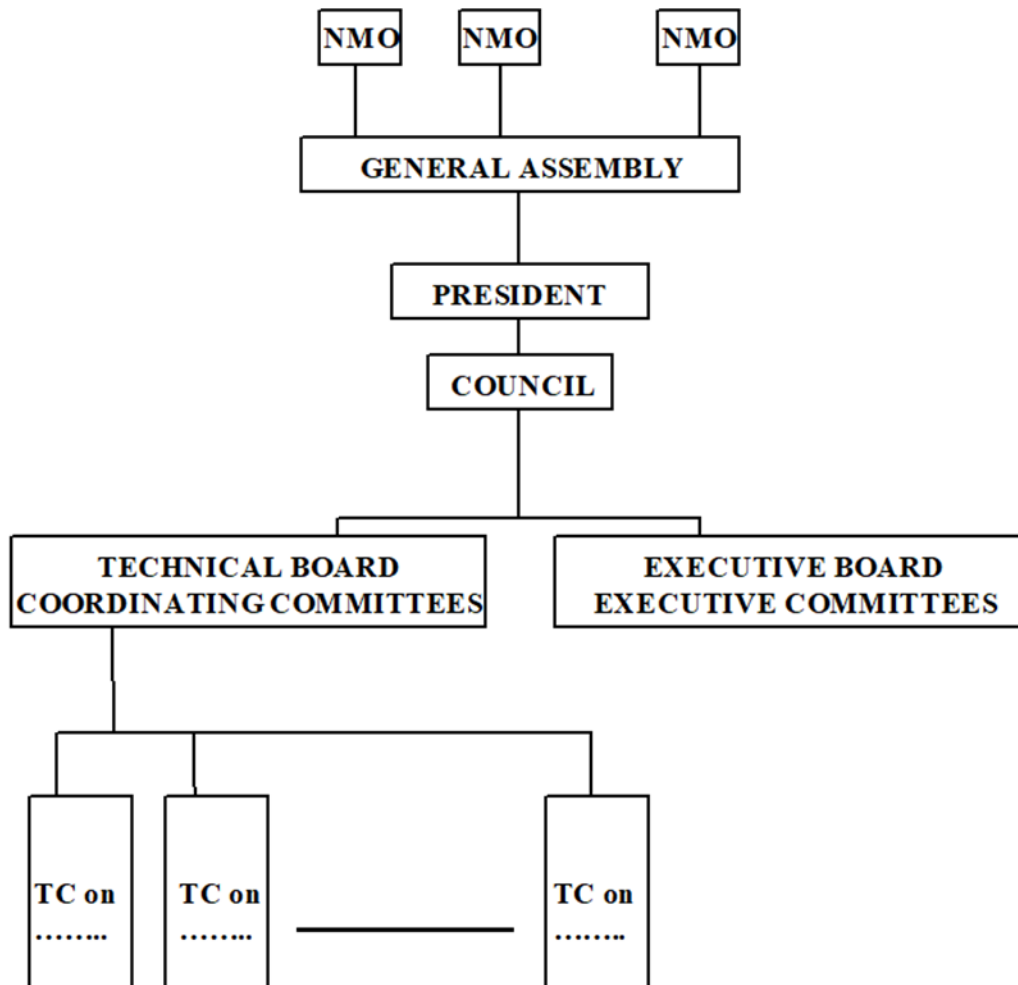 NMO
NMO
NMO
GENERAL ASSEMBLY
PRESIDENT
COUNCIL
TECHNICAL BOARD
COORDINATING COMMITTEES
EXECUTIVE BOARD
EXECUTIVE COMMITTEES
TC on
……...
TC on
……...
TC on
……..